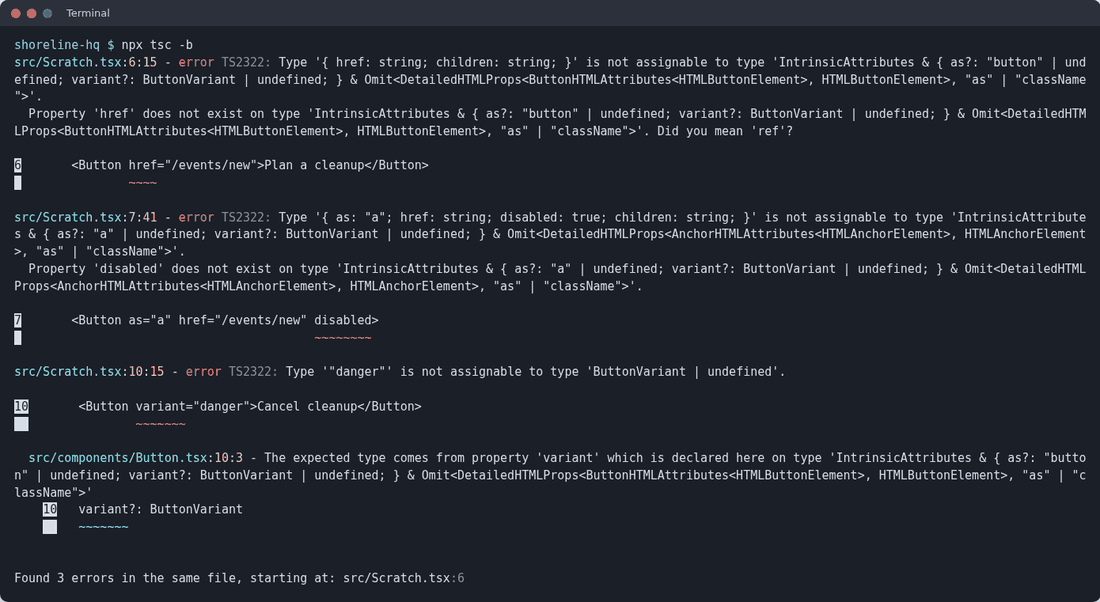 Terminal
shoreline-hq $ npx tsc -b
src/Scratch.tsx:6:15 - error TS2322: Type '{ href: string; children: string; }' is not assignable to type 'IntrinsicAttributes & { as?: "button" | und
efined; variant?: ButtonVariant | undefined; } & Omit<DetailedHTMLProps<ButtonHTMLAttributes<HTMLButtonElement>, HTMLButtonElement>, "as" | "className
">'.
  Property 'href' does not exist on type 'IntrinsicAttributes & { as?: "button" | undefined; variant?: ButtonVariant | undefined; } & Omit<DetailedHTM
LProps<ButtonHTMLAttributes<HTMLButtonElement>, HTMLButtonElement>, "as" | "className">'. Did you mean 'ref'?
6       <Button href="/events/new">Plan a cleanup</Button>
                ~~~~
src/Scratch.tsx:7:41 - error TS2322: Type '{ as: "a"; href: string; disabled: true; children: string; }' is not assignable to type 'IntrinsicAttribute
s & { as?: "a" | undefined; variant?: ButtonVariant | undefined; } & Omit<DetailedHTMLProps<AnchorHTMLAttributes<HTMLAnchorElement>, HTMLAnchorElement
>, "as" | "className">'.
  Property 'disabled' does not exist on type 'IntrinsicAttributes & { as?: "a" | undefined; variant?: ButtonVariant | undefined; } & Omit<DetailedHTML
Props<AnchorHTMLAttributes<HTMLAnchorElement>, HTMLAnchorElement>, "as" | "className">'.
7       <Button as="a" href="/events/new" disabled>
                                          ~~~~~~~~
src/Scratch.tsx:10:15 - error TS2322: Type '"danger"' is not assignable to type 'ButtonVariant | undefined'.
10       <Button variant="danger">Cancel cleanup</Button>
                 ~~~~~~~
  src/components/Button.tsx:10:3 - The expected type comes from property 'variant' which is declared here on type 'IntrinsicAttributes & { as?: "butto
n" | undefined; variant?: ButtonVariant | undefined; } & Omit<DetailedHTMLProps<ButtonHTMLAttributes<HTMLButtonElement>, HTMLButtonElement>, "as" | "c
lassName">'
    10   variant?: ButtonVariant
         ~~~~~~~
Found 3 errors in the same file, starting at: src/Scratch.tsx:6